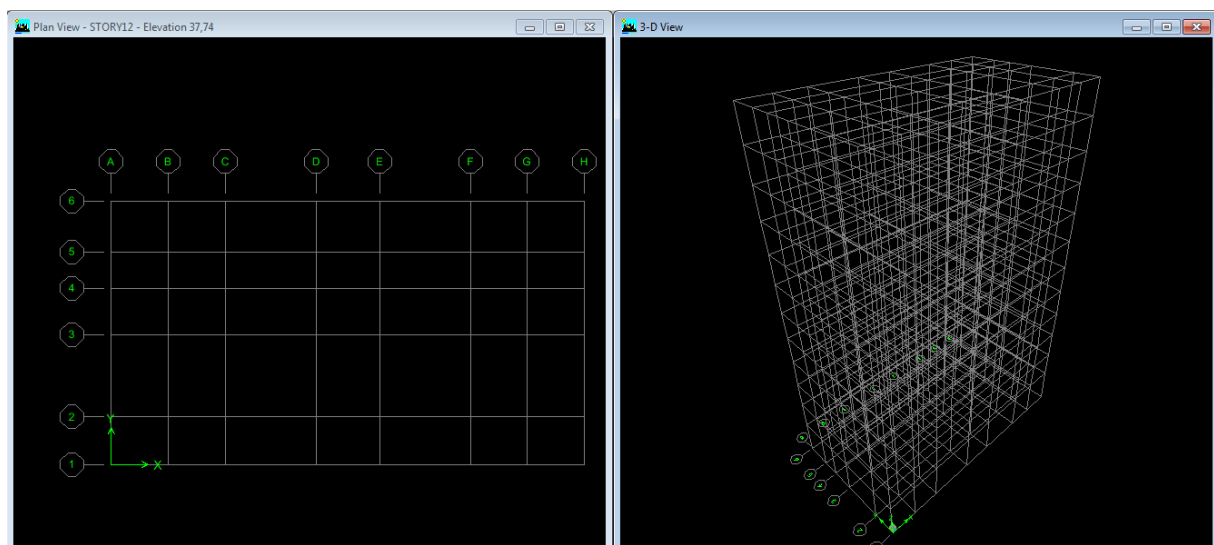 Plan View - STORY12 - Elevation 37,74
3-D View
A B C D E F G H
6
5
4
3
2
Y
1
X